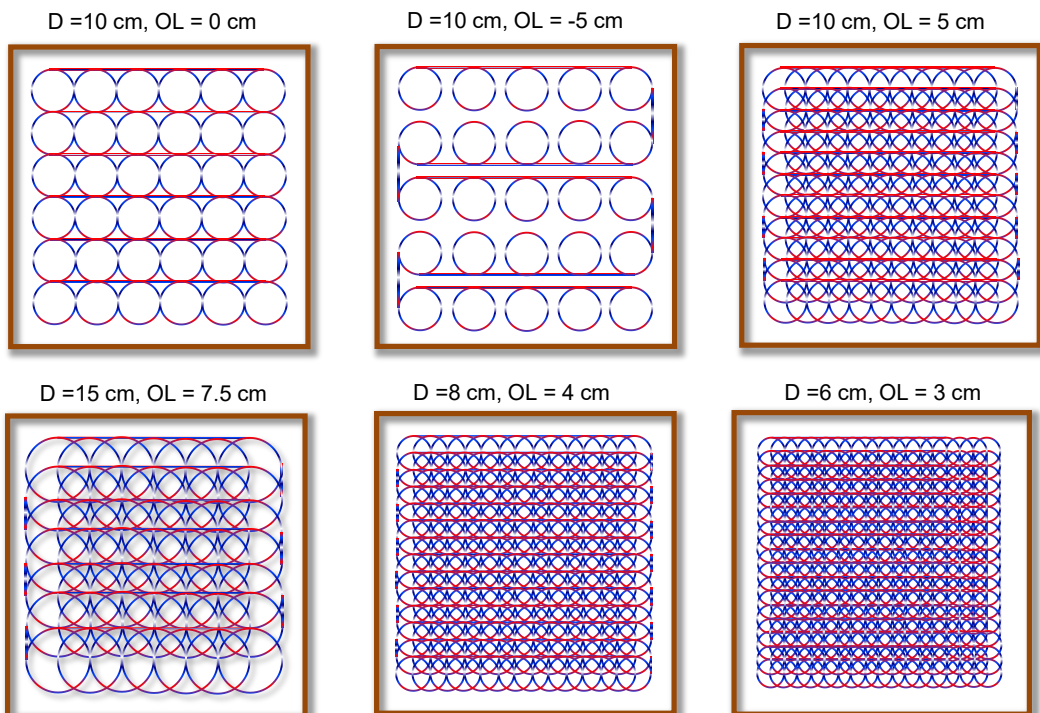 D =10 cm, OL = 0 cm
D =10 cm, OL = -5 cm
D =10 cm, OL = 5 cm
D =15 cm, OL = 7.5 cm
D =8 cm, OL = 4 cm
D =6 cm, OL = 3 cm